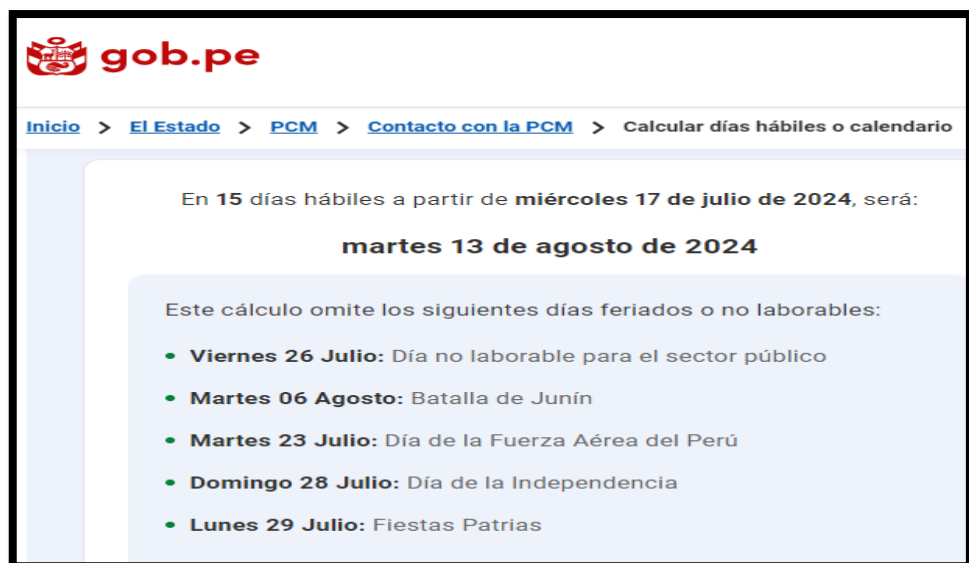 gob.pe
Inicio > El Estado > PCM > Contacto con la PCM > Calcular días hábiles o calendario
En 15 días hábiles a partir de miércoles 17 de julio de 2024, será:
martes 13 de agosto de 2024
Este cálculo omite los siguientes días feriados o no laborables:
• Viernes 26 Julio: Día no laborable para el sector público
• Martes 06 Agosto: Batalla de Junín
• Martes 23 Julio: Día de la Fuerza Aérea del Perú
• Domingo 28 Julio: Día de la Independencia
• Lunes 29 Julio: Fiestas Patrias